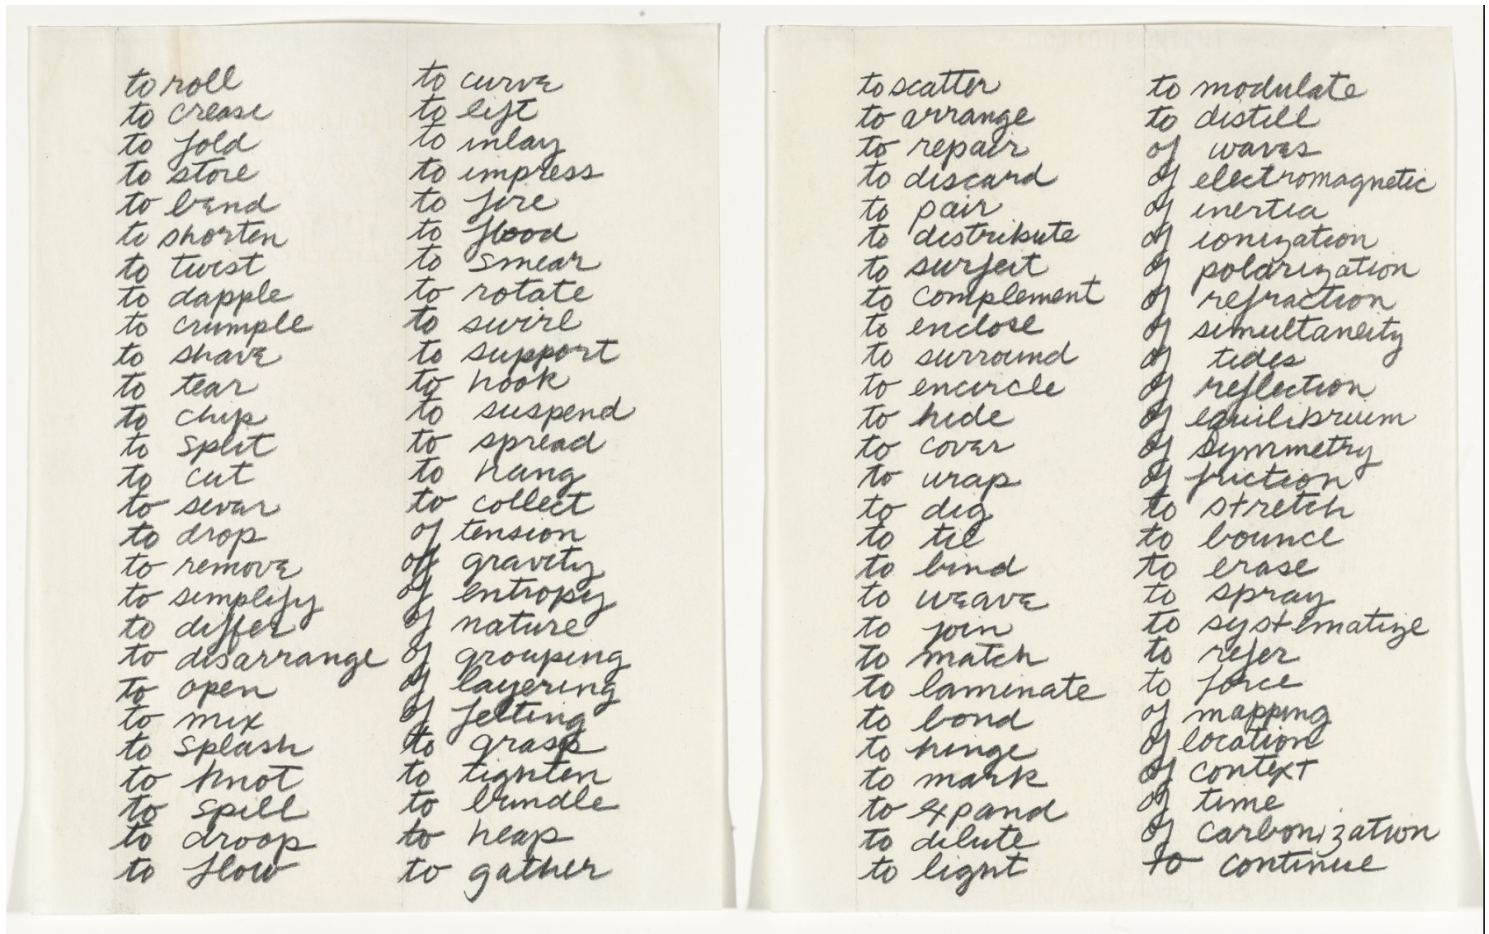 to roll
to crease
to fold
to store
to bend
to shorten
to twist
to dapple
to crumple
to shave
to tear
to chip
to split
to cut
to sever
to drop
to remove
to simplify
to differ
to disarrange
to open
to mix
to splash
to knot
to spill
to droop
to flow
to curve
to lift
to inlay
to impress
to fire
to flood
to smear
to rotate
to swirl
to support
to hook
to suspend
to spread
to hang
to collect
of tension
of gravity
of entropy
of nature
of grouping
of layering
of felting
to grasp
to tighten
to bundle
to heap
to gather
to scatter
to arrange
to repair
to discard
to pair
to distribute
to surfeit
to complement
to enclose
to surround
to encircle
to hide
to cover
to wrap
to dig
to tie
to bind
to weave
to join
to match
to laminate
to bond
to hinge
to mark
to expand
to dilute
to light
to modulate
to distill
of waves
of electromagnetic
of inertia
of ionization
of polarization
of refraction
of simultaneity
of tides
of reflection
of equilibrium
of symmetry
of friction
to stretch
to bounce
to erase
to spray
to systematize
to refer
to force
of mapping
of location
of context
of time
of carbonization
to continue